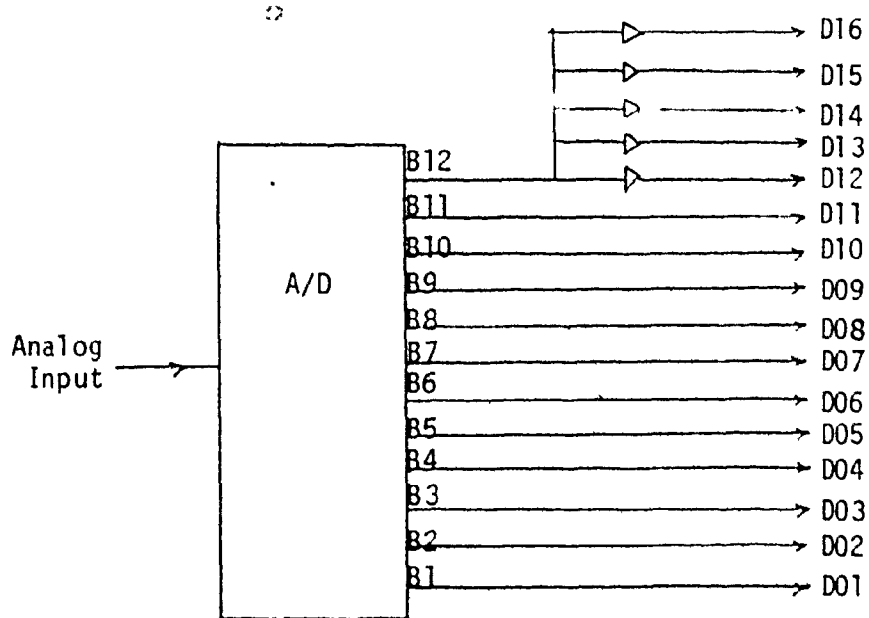 D16
D15
D14
D13
B12 D12
B11 D11
B10 D10
A/D
B9 D09
B8 D08
Analog
Input
B7 D07
B6 D06
B5 D05
B4 D04
B3 D03
B2 D02
B1 D01